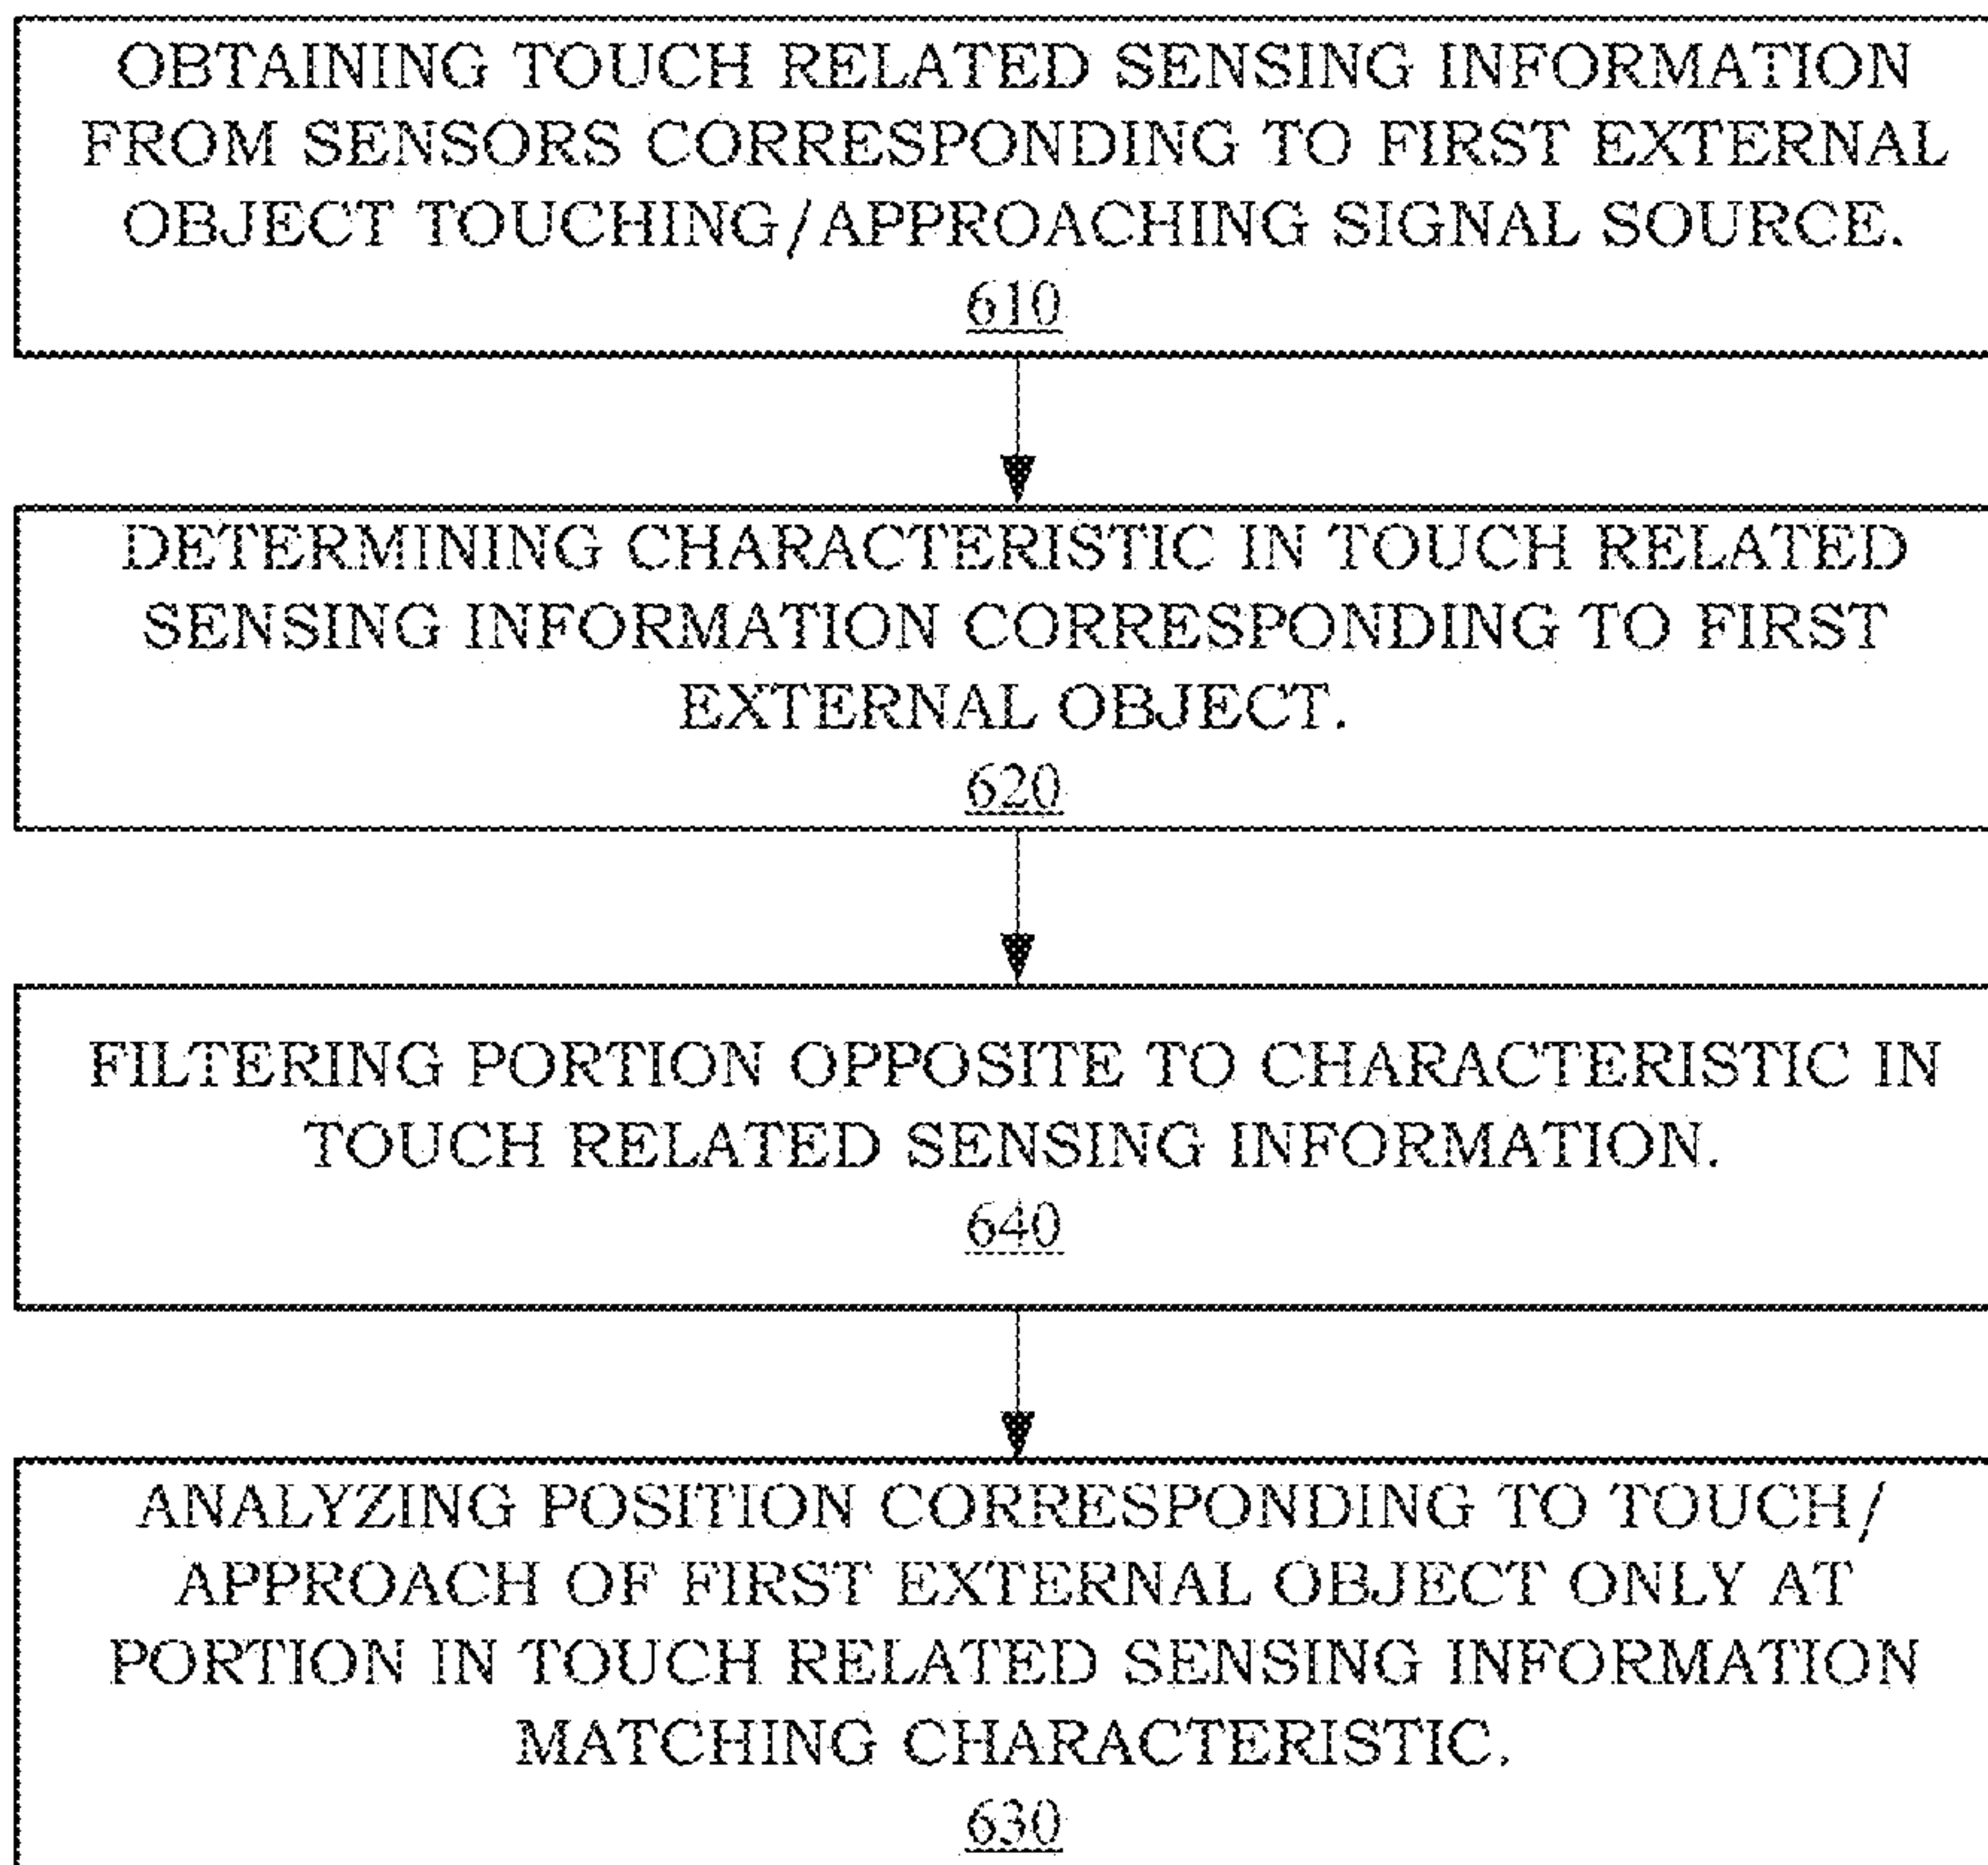 OBTAINING TOUCH RELATED SENSING INFORMATION
FROM SENSORS CORRESPONDING TO FIRST EXTERNAL
OBJECT TOUCHING/APPROACHING SIGNAL SOURCE.
610
DETERMINING CHARACTERISTIC IN TOUCH RELATED
SENSING INFORMATION CORRESPONDING TO FIRST
EXTERNAL OBJECT.
620
FILTERING PORTION OPPOSITE TO CHARACTERISTIC IN
TOUCH RELATED SENSING INFORMATION.
640
ANALYZING POSITION CORRESPONDING TO TOUCH/
APPROACH OF FIRST EXTERNAL OBJECT ONLY AT
PORTION IN TOUCH RELATED SENSING INFORMATION
MATCHING CHARACTERISTIC.
630